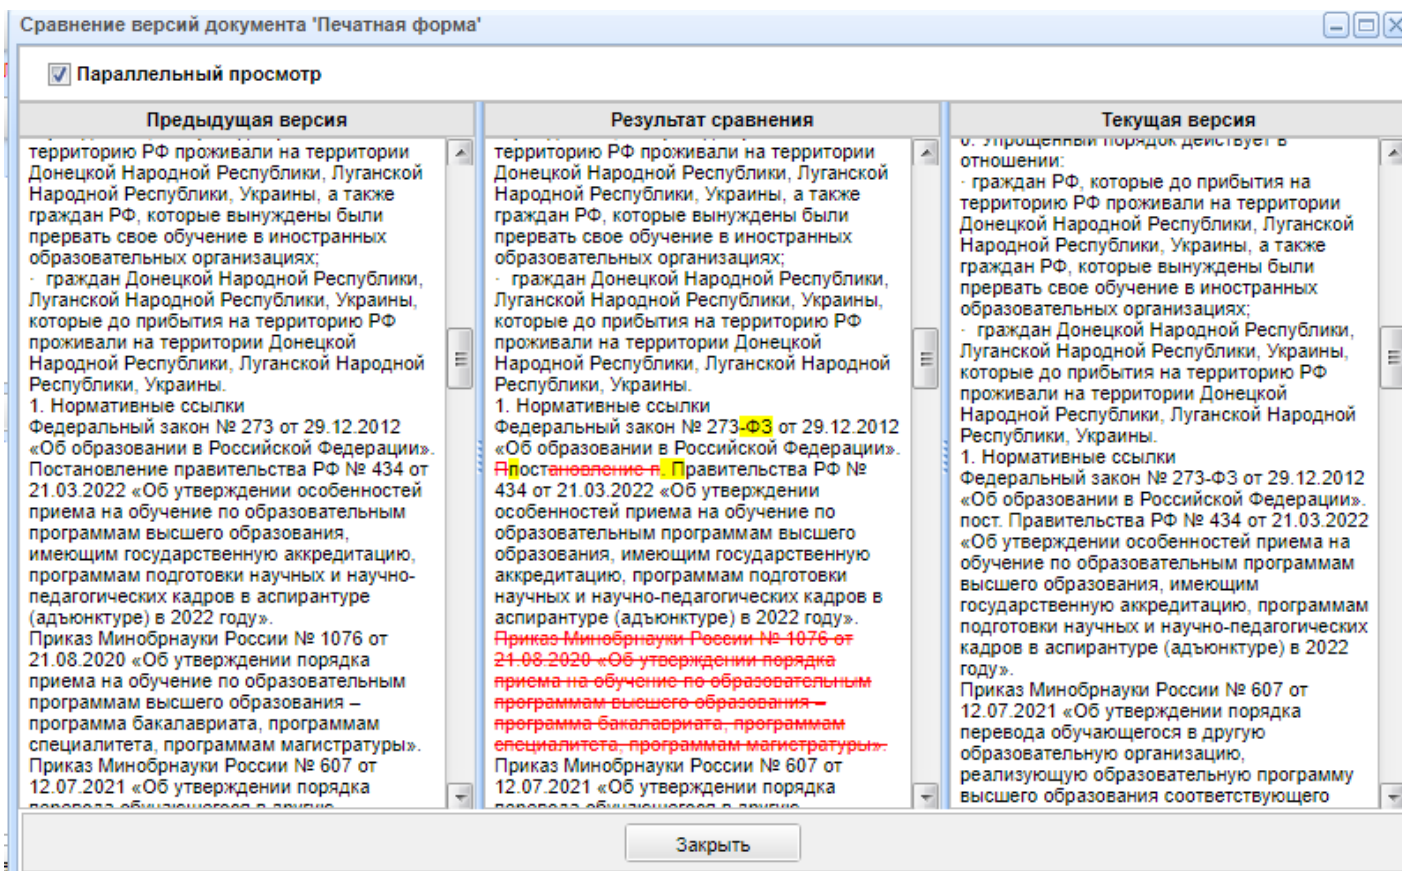 Сравнение версий документа 'Печатная форма'
Параллельный просмотр
Предыдущая версия
территорию РФ проживали на территории
Донецкой Народной Республики, Луганской
Народной Республики, Украины, а также
граждан РФ, которые вынуждены были
прервать свое обучение в иностранных
образовательных организациях;
· граждан Донецкой Народной Республики,
Луганской Народной Республики, Украины,
которые до прибытия на территорию РФ
проживали на территории Донецкой
Народной Республики, Луганской Народной
Республики, Украины.
1. Нормативные ссылки
Федеральный закон № 273 от 29.12.2012
«Об образовании в Российской Федерации».
Постановление правительства РФ № 434 от
21.03.2022 «Об утверждении особенностей
приема на обучение по образовательным
программам высшего образования,
имеющим государственную аккредитацию,
программам подготовки научных и научно-
педагогических кадров в аспирантуре
(адъюнктуре) в 2022 году».
Приказ Минобрнауки России № 1076 от
21.08.2020 «Об утверждении порядка
приема на обучение по образовательным
программам высшего образования –
программа бакалавриата, программам
специалитета, программам магистратуры».
Приказ Минобрнауки России № 607 от
12.07.2021 «Об утверждении порядка
перевода обучающегося в другую
Результат сравнения
территорию РФ проживали на территории
Донецкой Народной Республики, Луганской
Народной Республики, Украины, а также
граждан РФ, которые вынуждены были
прервать свое обучение в иностранных
образовательных организациях;
· граждан Донецкой Народной Республики,
Луганской Народной Республики, Украины,
которые до прибытия на территорию РФ
проживали на территории Донецкой
Народной Республики, Луганской Народной
Республики, Украины.
1. Нормативные ссылки
Федеральный закон № 273-ФЗ от 29.12.2012
«Об образовании в Российской Федерации».
Ппостановление п. Правительства РФ №
434 от 21.03.2022 «Об утверждении
особенностей приема на обучение по
образовательным программам высшего
образования, имеющим государственную
аккредитацию, программам подготовки
научных и научно-педагогических кадров в
аспирантуре (адъюнктуре) в 2022 году».
Приказ Минобрнауки России № 1076 от
21.08.2020 «Об утверждении порядка
приема на обучение по образовательным
программам высшего образования –
программа бакалавриата, программам
специалитета, программам магистратуры».
Приказ Минобрнауки России № 607 от
12.07.2021 «Об утверждении порядка
перевода обучающегося в другую
Текущая версия
0. Упрощенный порядок действует в
отношении:
· граждан РФ, которые до прибытия на
территорию РФ проживали на территории
Донецкой Народной Республики, Луганской
Народной Республики, Украины, а также
граждан РФ, которые вынуждены были
прервать свое обучение в иностранных
образовательных организациях;
· граждан Донецкой Народной Республики,
Луганской Народной Республики, Украины,
которые до прибытия на территорию РФ
проживали на территории Донецкой
Народной Республики, Луганской Народной
Республики, Украины.
1. Нормативные ссылки
Федеральный закон № 273-ФЗ от 29.12.2012
«Об образовании в Российской Федерации».
пост. Правительства РФ № 434 от 21.03.2022
«Об утверждении особенностей приема на
обучение по образовательным программам
высшего образования, имеющим
государственную аккредитацию, программам
подготовки научных и научно-педагогических
кадров в аспирантуре (адъюнктуре) в 2022
году».
Приказ Минобрнауки России № 607 от
12.07.2021 «Об утверждении порядка
перевода обучающегося в другую
образовательную организацию,
реализующую образовательную программу
высшего образования соответствующего
Закрыть